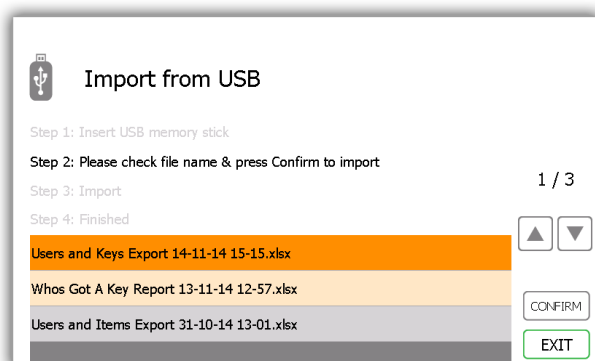 Import from USB
Step 1: Insert USB memory stick
Step 2: Please check file name & press Confirm to import
Step 3: Import
Step 4: Finished
1 / 3
Users and Keys Export 14-11-14 15-15.xlsx
Whos Got A Key Report 13-11-14 12-57.xlsx
Users and Items Export 31-10-14 13-01.xlsx
CONFIRM
EXIT